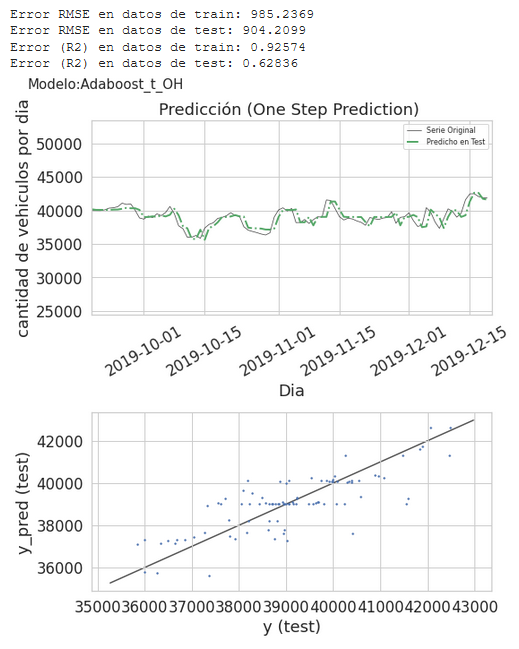 Error RMSE en datos de train: 985.2369
Error RMSE en datos de test: 904.2099
Error (R2) en datos de train: 0.92574
Error (R2) en datos de test: 0.62836
Modelo:Adaboost_t_OH
Predicción (One Step Prediction)
cantidad de vehiculos por dia
50000
45000
40000
35000
30000
25000
Serie Original
Predicho en Test
2019-10-01
2019-10-15
2019-11-01
2019-11-15
2019-12-01
2019-12-15
Dia
y_pred (test)
42000
40000
38000
36000
35000 36000 37000 38000 39000 40000 41000 42000 43000
y (test)